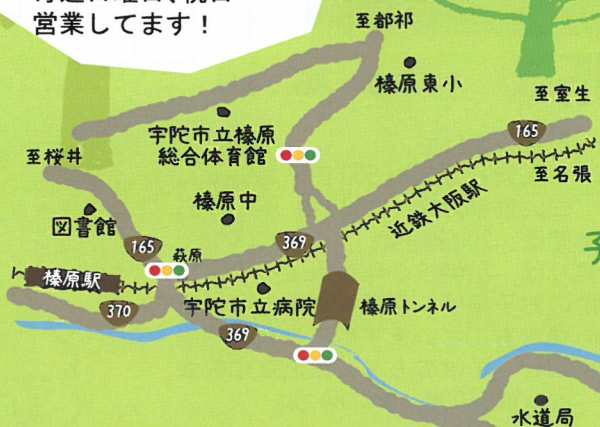 営業してます！
至都祁
榛原東小
至室生
165
宇陀市立榛原
総合体育館
至桜井
至名張
榛原中
近鉄大阪駅
図書館
165
萩原
369
榛原駅
宇陀市立病院
榛原トンネル
370
369
水道局